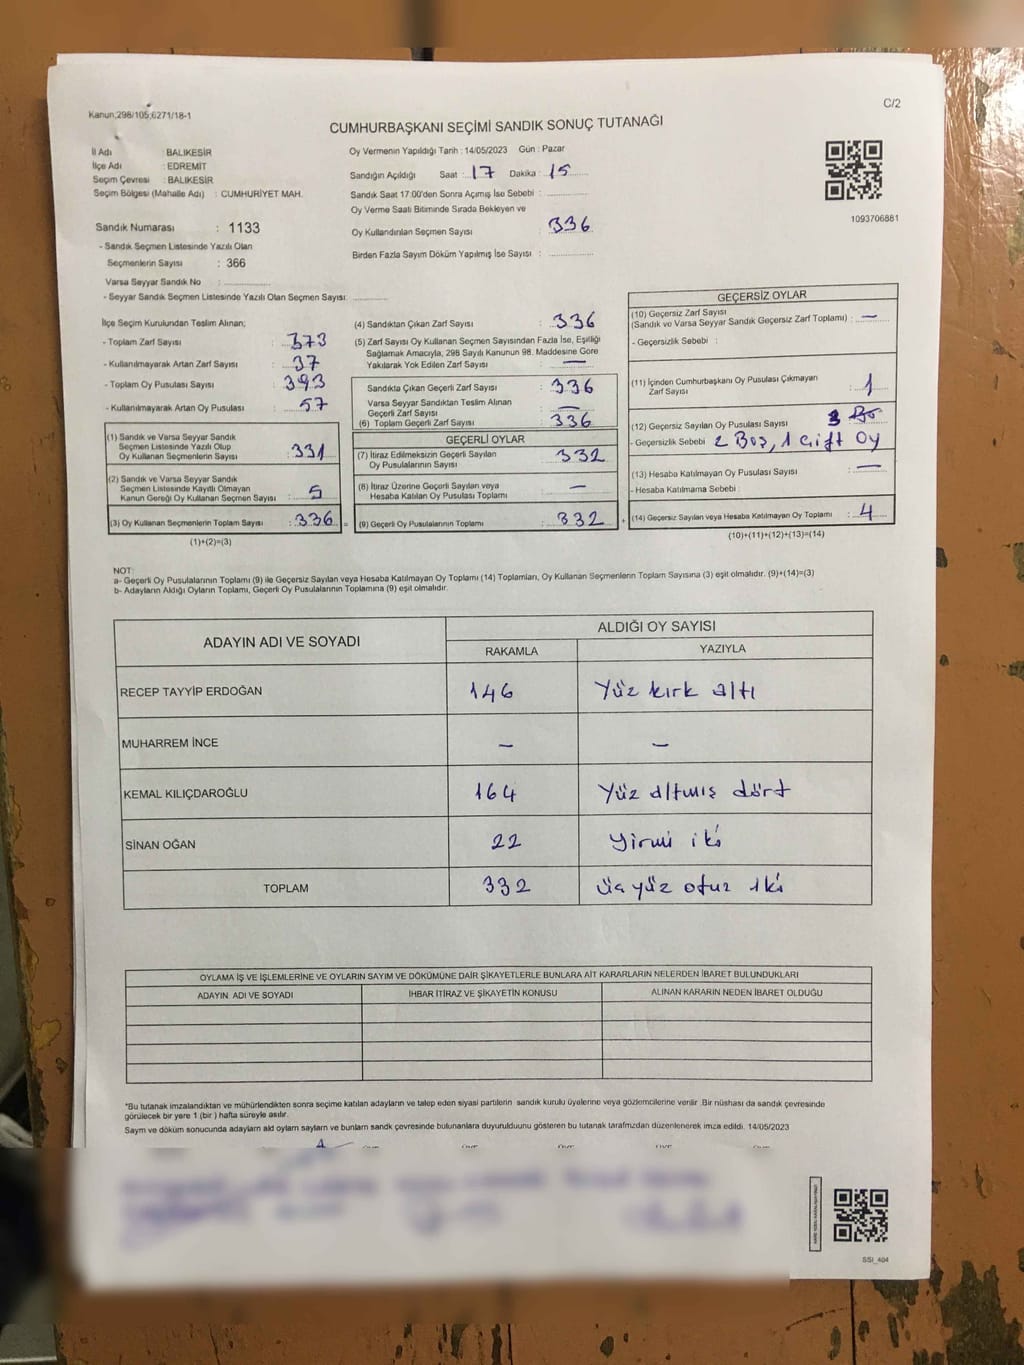 Kanun;298/105;6271/18-1
C/2
CUMHURBAŞKANI SEÇİMİ SANDIK SONUÇ TUTANAĞI
İl Adı : BALIKESİR
İlçe Adı : EDREMİT
Seçim Çevresi : BALIKESİR
Seçim Bölgesi (Mahalle Adı) : CUMHURİYET MAH.
Oy Vermenin Yapıldığı Tarih : 14/05/2023 Gün : Pazar
Sandığın Açıldığı Saat : 17 Dakika : 15
Sandık Saat 17:00'den Sonra Açımış İse Sebebi :
Oy Verme Saati Bitiminde Sırada Bekleyen ve
Oy Kullandırılan Seçmen Sayısı : 336
Birden Fazla Sayım Döküm Yapılmış İse Sayısı :
1093706881
Sandık Numarası : 1133
- Sandık Seçmen Listesinde Yazılı Olan
Seçmenlerin Sayısı : 366
Varsa Seyyar Sandık No :
- Seyyar Sandık Seçmen Listesinde Yazılı Olan Seçmen Sayısı:
İlçe Seçim Kurulundan Teslim Alınan;
- Toplam Zarf Sayısı : 373
- Kullanılmayarak Artan Zarf Sayısı : 37
- Toplam Oy Pusulası Sayısı : 393
- Kullanılmayarak Artan Oy Pusulası : 57
(1) Sandık ve Varsa Seyyar Sandık
Seçmen Listesinde Yazılı Olup
Oy Kullanan Seçmenlerin Sayısı : 331
(2) Sandık ve Varsa Seyyar Sandık
Seçmen Listesinde Kayıtlı Olmayan
Kanun Gereği Oy Kullanan Seçmen Sayısı : 5
(3) Oy Kullanan Seçmenlerin Toplam Sayısı : 336 =
(1)+(2)=(3)
(4) Sandıktan Çıkan Zarf Sayısı : 336
(5) Zarf Sayısı Oy Kullanan Seçmen Sayısından Fazla İse, Eşitliği
Sağlamak Amacıyla, 298 Sayılı Kanunun 98. Maddesine Göre
Yakılarak Yok Edilen Zarf Sayısı : —
Sandıkta Çıkan Geçerli Zarf Sayısı : 336
Varsa Seyyar Sandıktan Teslim Alınan
Geçerli Zarf Sayısı : —
(6) Toplam Geçerli Zarf Sayısı : 336
GEÇERLİ OYLAR
(7) İtiraz Edilmeksizin Geçerli Sayılan
Oy Pusulalarının Sayısı : 332
(8) İtiraz Üzerine Geçerli Sayılan veya
Hesaba Katılan Oy Pusulası Toplamı : —
(9) Geçerli Oy Pusulalarının Toplamı : 332 +
GEÇERSİZ OYLAR
(10) Geçersiz Zarf Sayısı
(Sandık ve Varsa Seyyar Sandık Geçersiz Zarf Toplamı) : —
- Geçersizlik Sebebi :
(11) İçinden Cumhurbaşkanı Oy Pusulası Çıkmayan
Zarf Sayısı : 1
(12) Geçersiz Sayılan Oy Pusulası Sayısı : 3
- Geçersizlik Sebebi 2 Boş, 1 çift oy
(13) Hesaba Katılmayan Oy Pusulası Sayısı : —
- Hesaba Katılmama Sebebi :
(14) Geçersiz Sayılan veya Hesaba Katılmayan Oy Toplamı : 4
(10)+(11)+(12)+(13)=(14)
NOT:
a- Geçerli Oy Pusulalarının Toplamı (9) ile Geçersiz Sayılan veya Hesaba Katılmayan Oy Toplamı (14) Toplamları, Oy Kullanan Seçmenlerin Toplam Sayısına (3) eşit olmalıdır. (9)+(14)=(3)
b- Adayların Aldığı Oyların Toplamı, Geçerli Oy Pusulalarının Toplamına (9) eşit olmalıdır.
ADAYIN ADI VE SOYADI
ALDIĞI OY SAYISI
RAKAMLA YAZIYLA
RECEP TAYYİP ERDOĞAN 146 Yüz kırk altı
MUHARREM İNCE — —
KEMAL KILIÇDAROĞLU 164 Yüz altmış dört
SİNAN OĞAN 22 yirmi iki
TOPLAM 332 üç yüz otuz iki
OYLAMA İŞ VE İŞLEMLERİNE VE OYLARIN SAYIM VE DÖKÜMÜNE DAİR ŞİKAYETLERLE BUNLARA AİT KARARLARIN NELERDEN İBARET BULUNDUKLARI
ADAYIN ADI VE SOYADI İHBAR İTİRAZ VE ŞİKAYETİN KONUSU ALINAN KARARIN NEDEN İBARET OLDUĞU
*Bu tutanak imzalandıktan ve mühürlendikten sonra seçime katılan adayların ve talep eden siyasi partilerin sandık kurulu üyelerine veya gözlemcilerine verilir .Bir nüshası da sandık çevresinde
görülecek bir yere 1 (bir ) hafta süreyle asılır.
Sayım ve döküm sonucunda adayların ald oyların sayları ve bunların sandk çevresinde bulunanlara duyurulduunu gösteren bu tutanak tarafmzdan düzenlenerek imza edildi. 14/05/2023
SSI_404